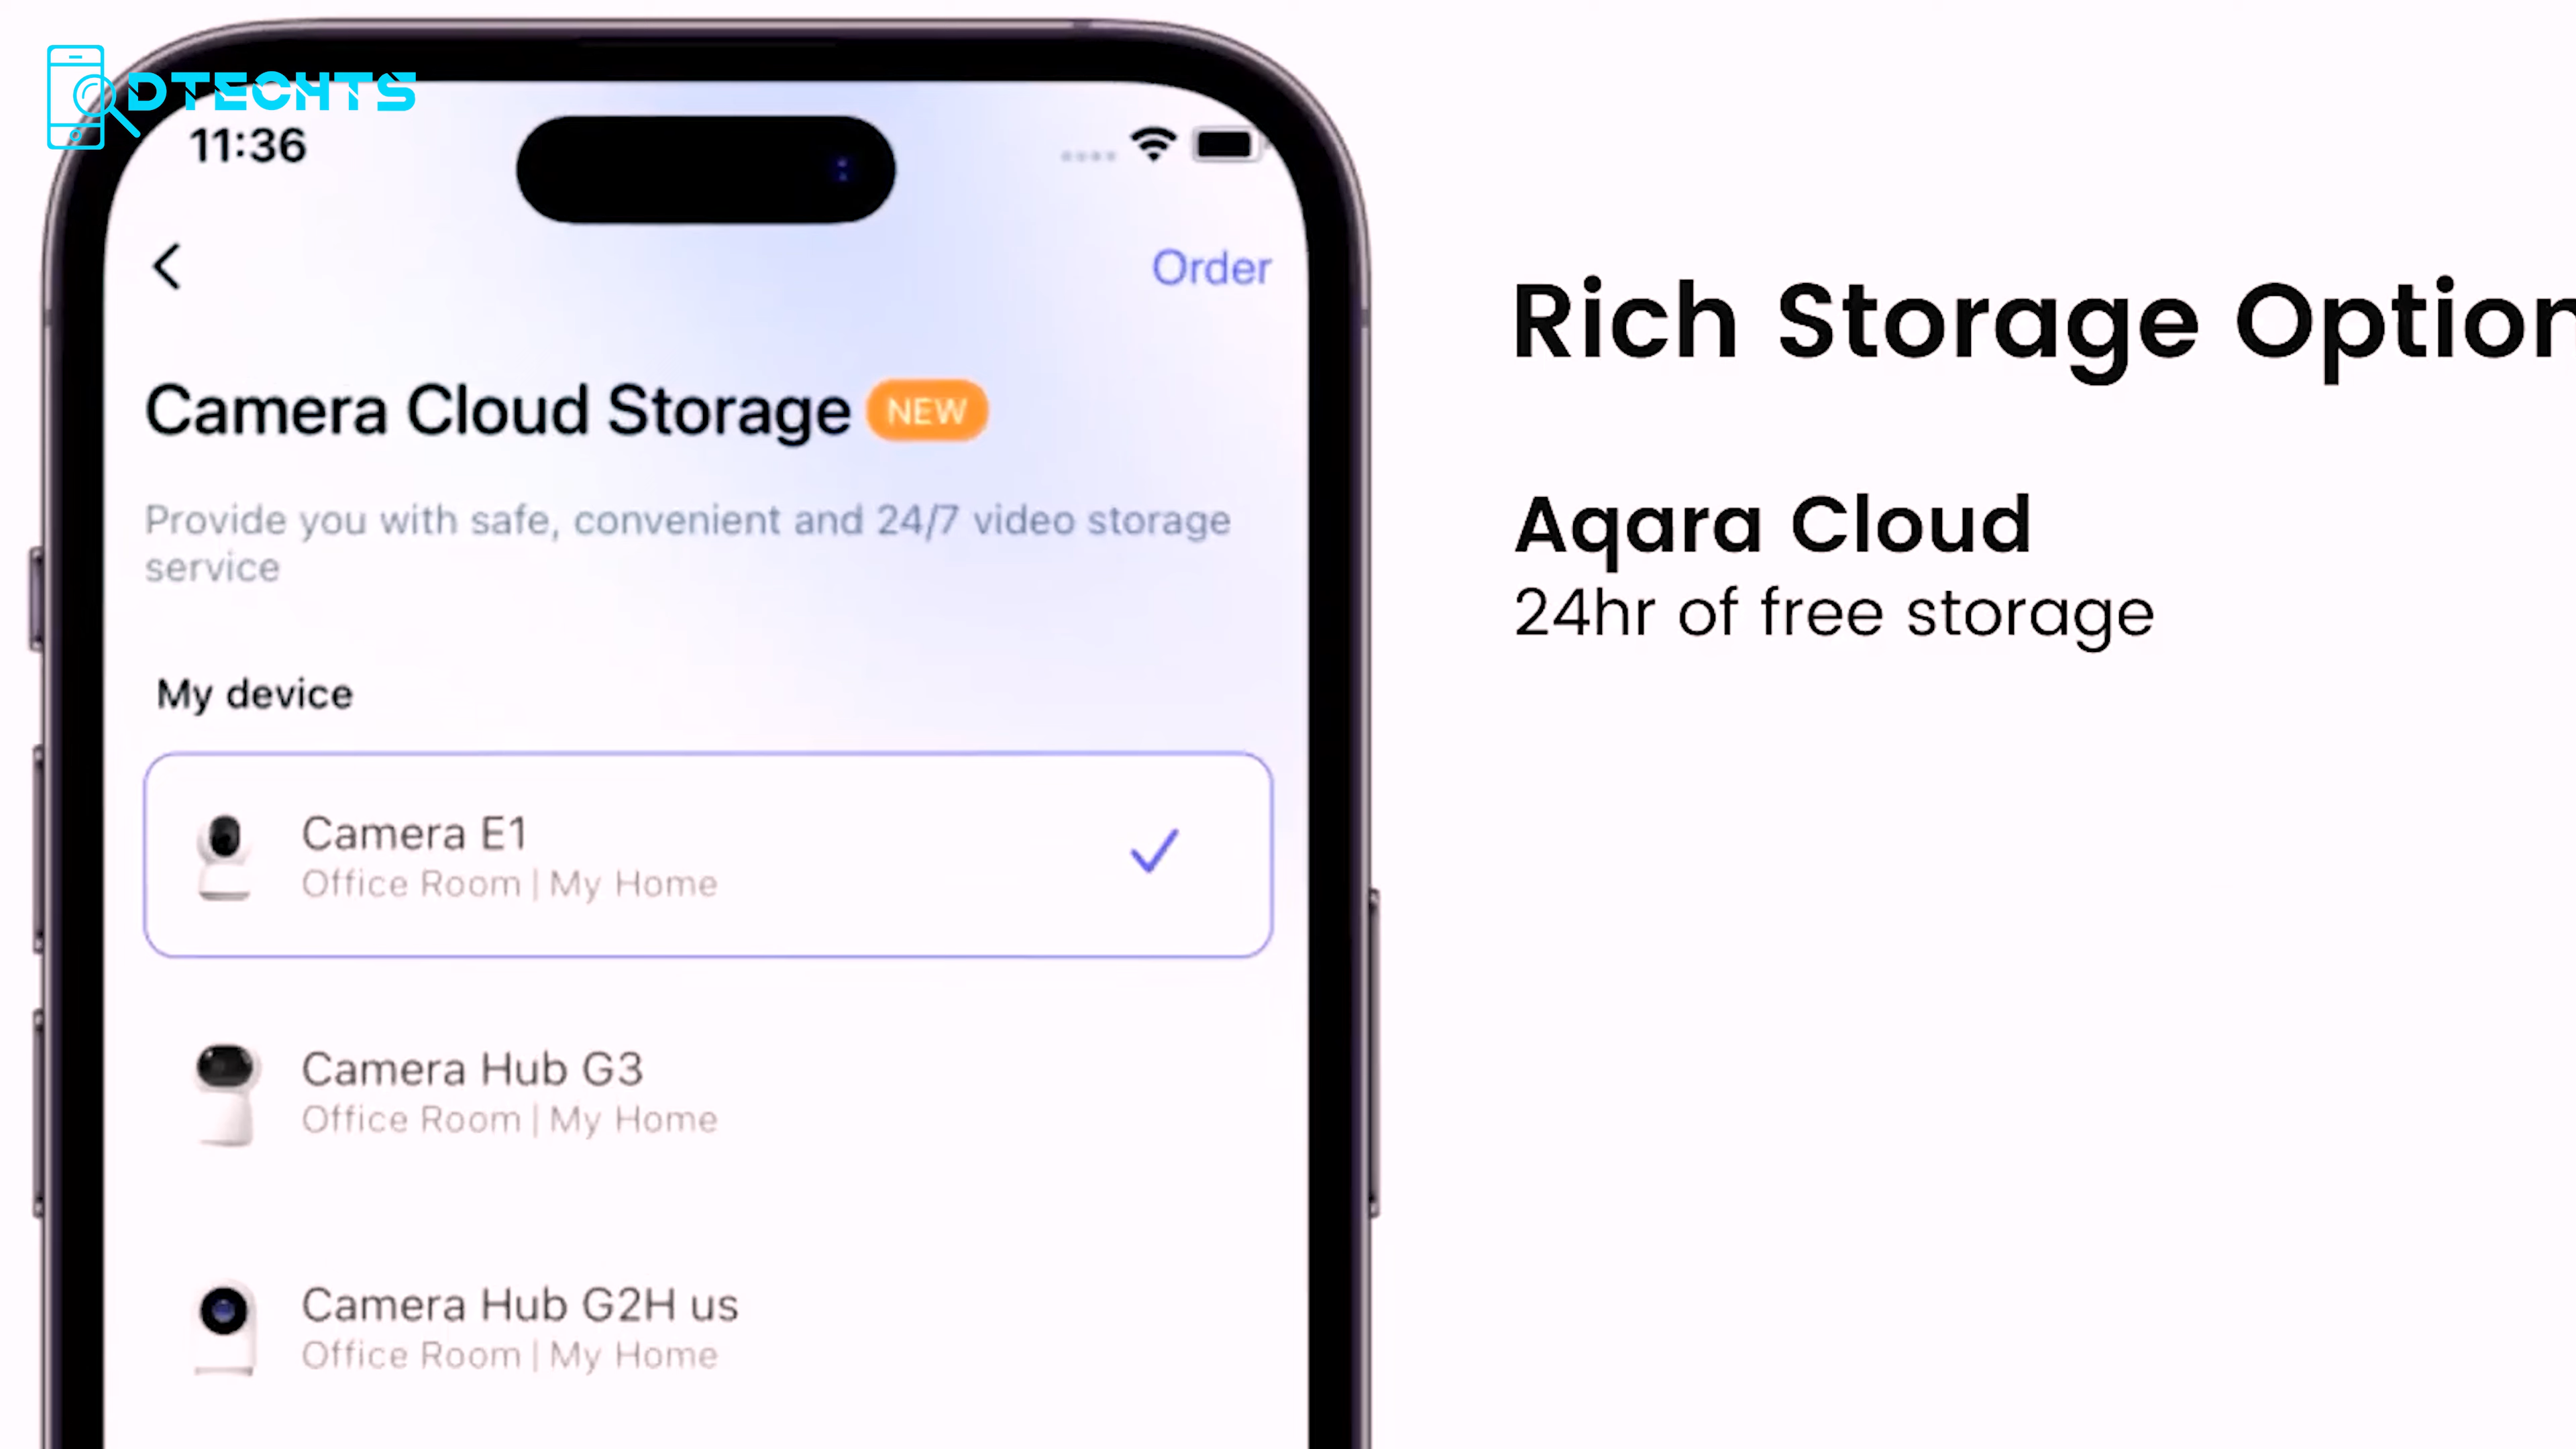 DTECHTS
11:36
Order
Camera Cloud Storage NEW
Provide you with safe, convenient and 24/7 video storage
service
My device
Camera E1
Office Room | My Home
Camera Hub G3
Office Room | My Home
Camera Hub G2H us
Office Room | My Home
Rich Storage Option
Aqara Cloud
24hr of free storage